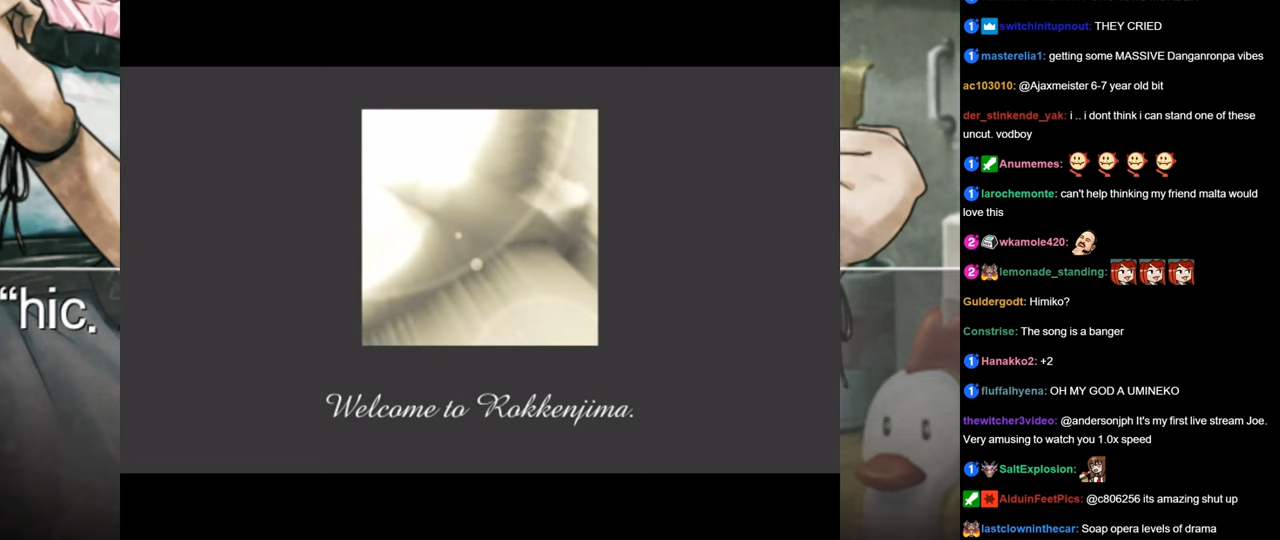 switchinitupnout: THEY CRIED
masterelia1: getting some MASSIVE Danganronpa vibes
ac103010: @Ajaxmeister 6-7 year old bit
der_stinkende_yak: i .. i dont think i can stand one of these
uncut. vodboy
Anumemes:
larochemonte: can't help thinking my friend malta would
love this
wkamole420:
lemonade_standing:
Guldergodt: Himiko?
Constrise: The song is a banger
Hanakko2: +2
fluffalhyena: OH MY GOD A UMINEKO
thewitcher3video: @andersonjph It's my first live stream Joe.
Very amusing to watch you 1.0x speed
SaltExplosion:
AlduinFeetPics: @c806256 its amazing shut up
lastclowninthecar: Soap opera levels of drama
"hic.
Welcome to Rokkenjima.